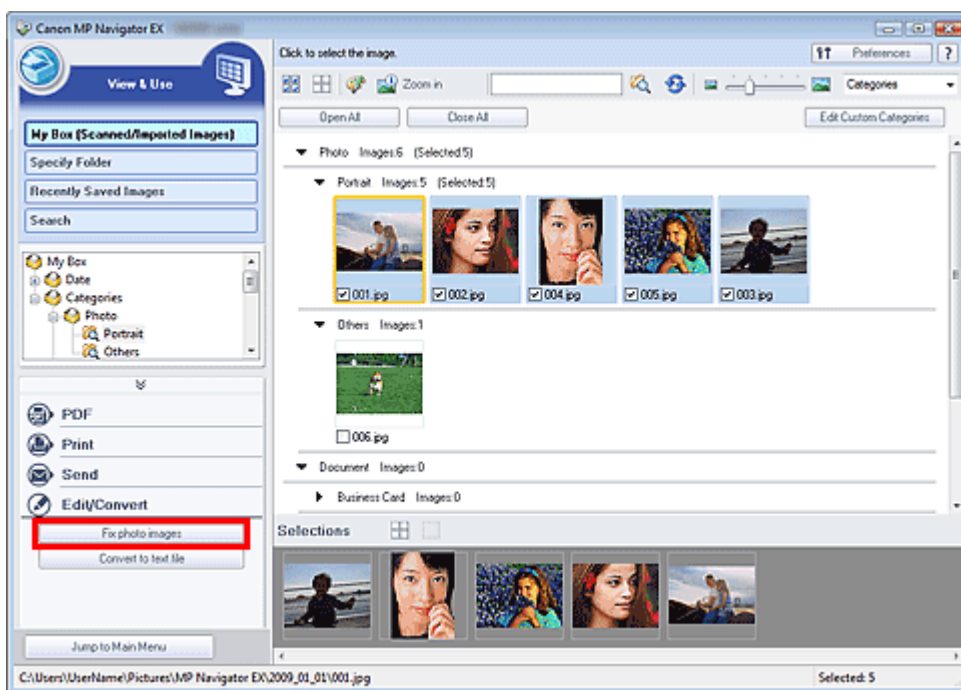 Canon MP Navigator EX
View & Use
My Box (Scanned/Imported Images)
Specify Folder
Recently Saved Images
Search
My Box
Date
Categories
Photo
Portrait
Others
PDF
Print
Send
Edit/Convert
Fix photo images
Convert to text file
Jump to Main Menu
Click to select the image.
Preferences
?
Zoom in
Categories
Open All
Close All
Edit Custom Categories
Photo Images:6 (Selected:5)
Portrait Images:5 (Selected:5)
001.jpg 002.jpg 004.jpg 005.jpg 003.jpg
Others Images:1
006.jpg
Document Images:0
Business Card Images:0
Selections
C:\Users\UserName\Pictures\MP Navigator EX\2009_01_01\001.jpg
Selected: 5